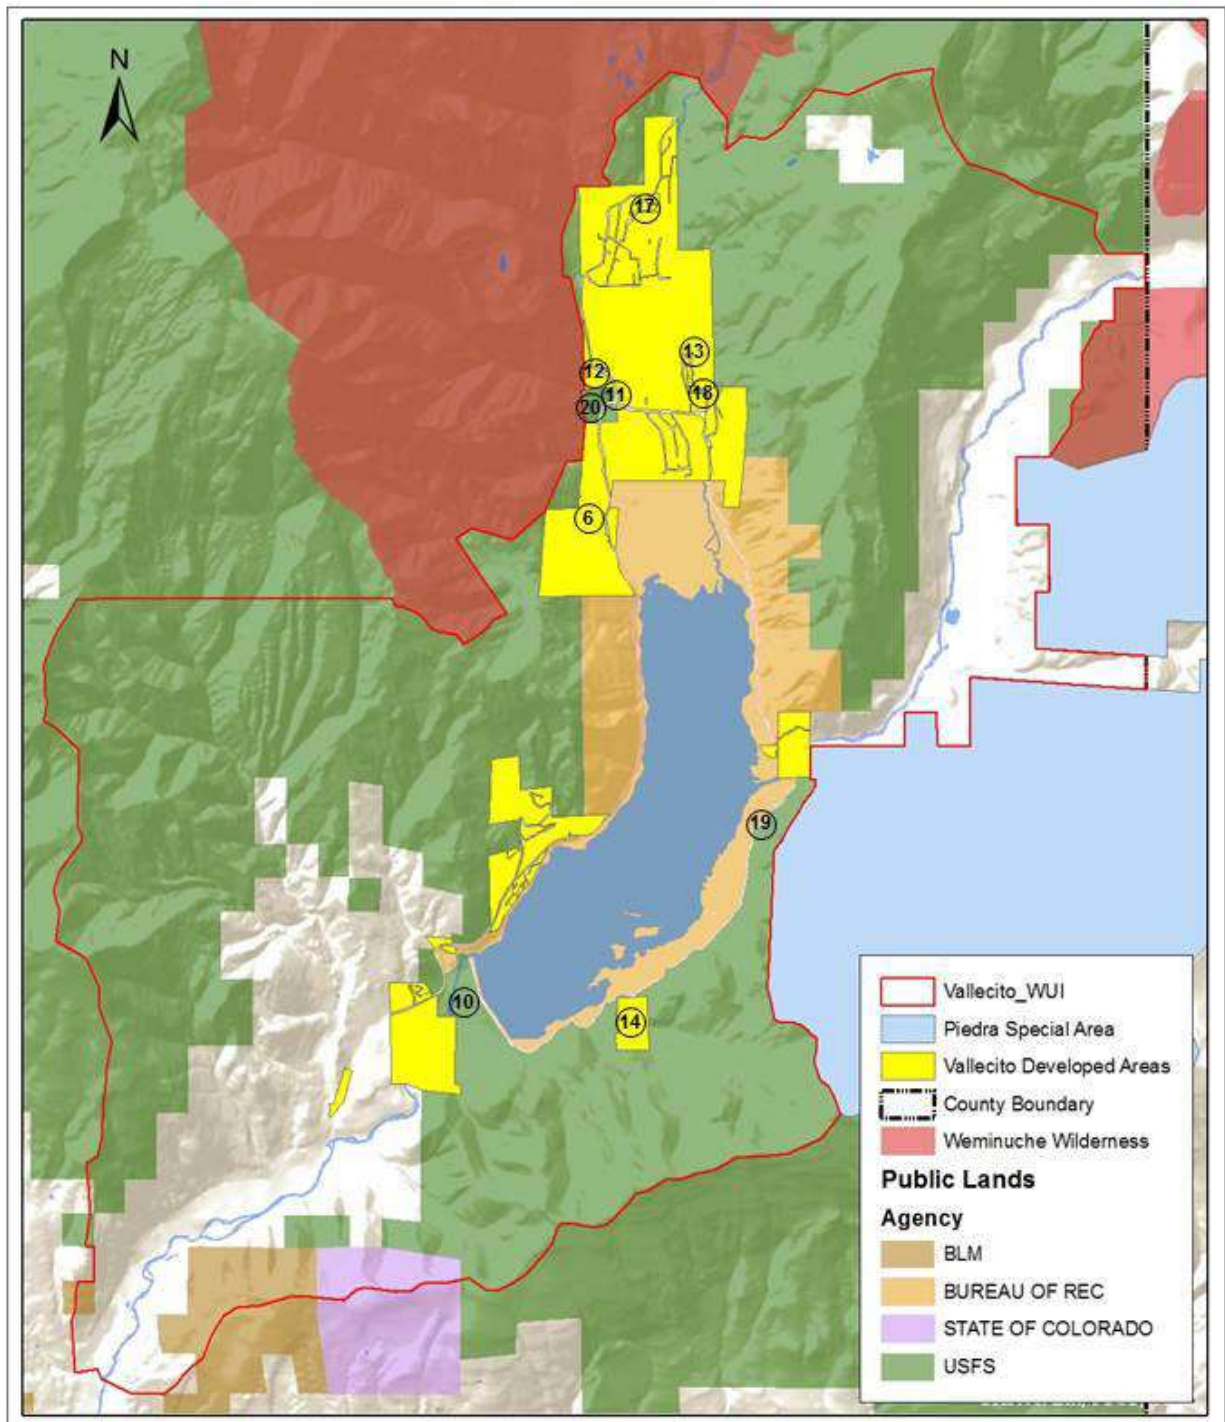 N
17
13
12
11
18
20
6
19
10
14
Vallecito_WUI
Piedra Special Area
Vallecito Developed Areas
County Boundary
Weminuche Wilderness
Public Lands
Agency
BLM
BUREAU OF REC
STATE OF COLORADO
USFS